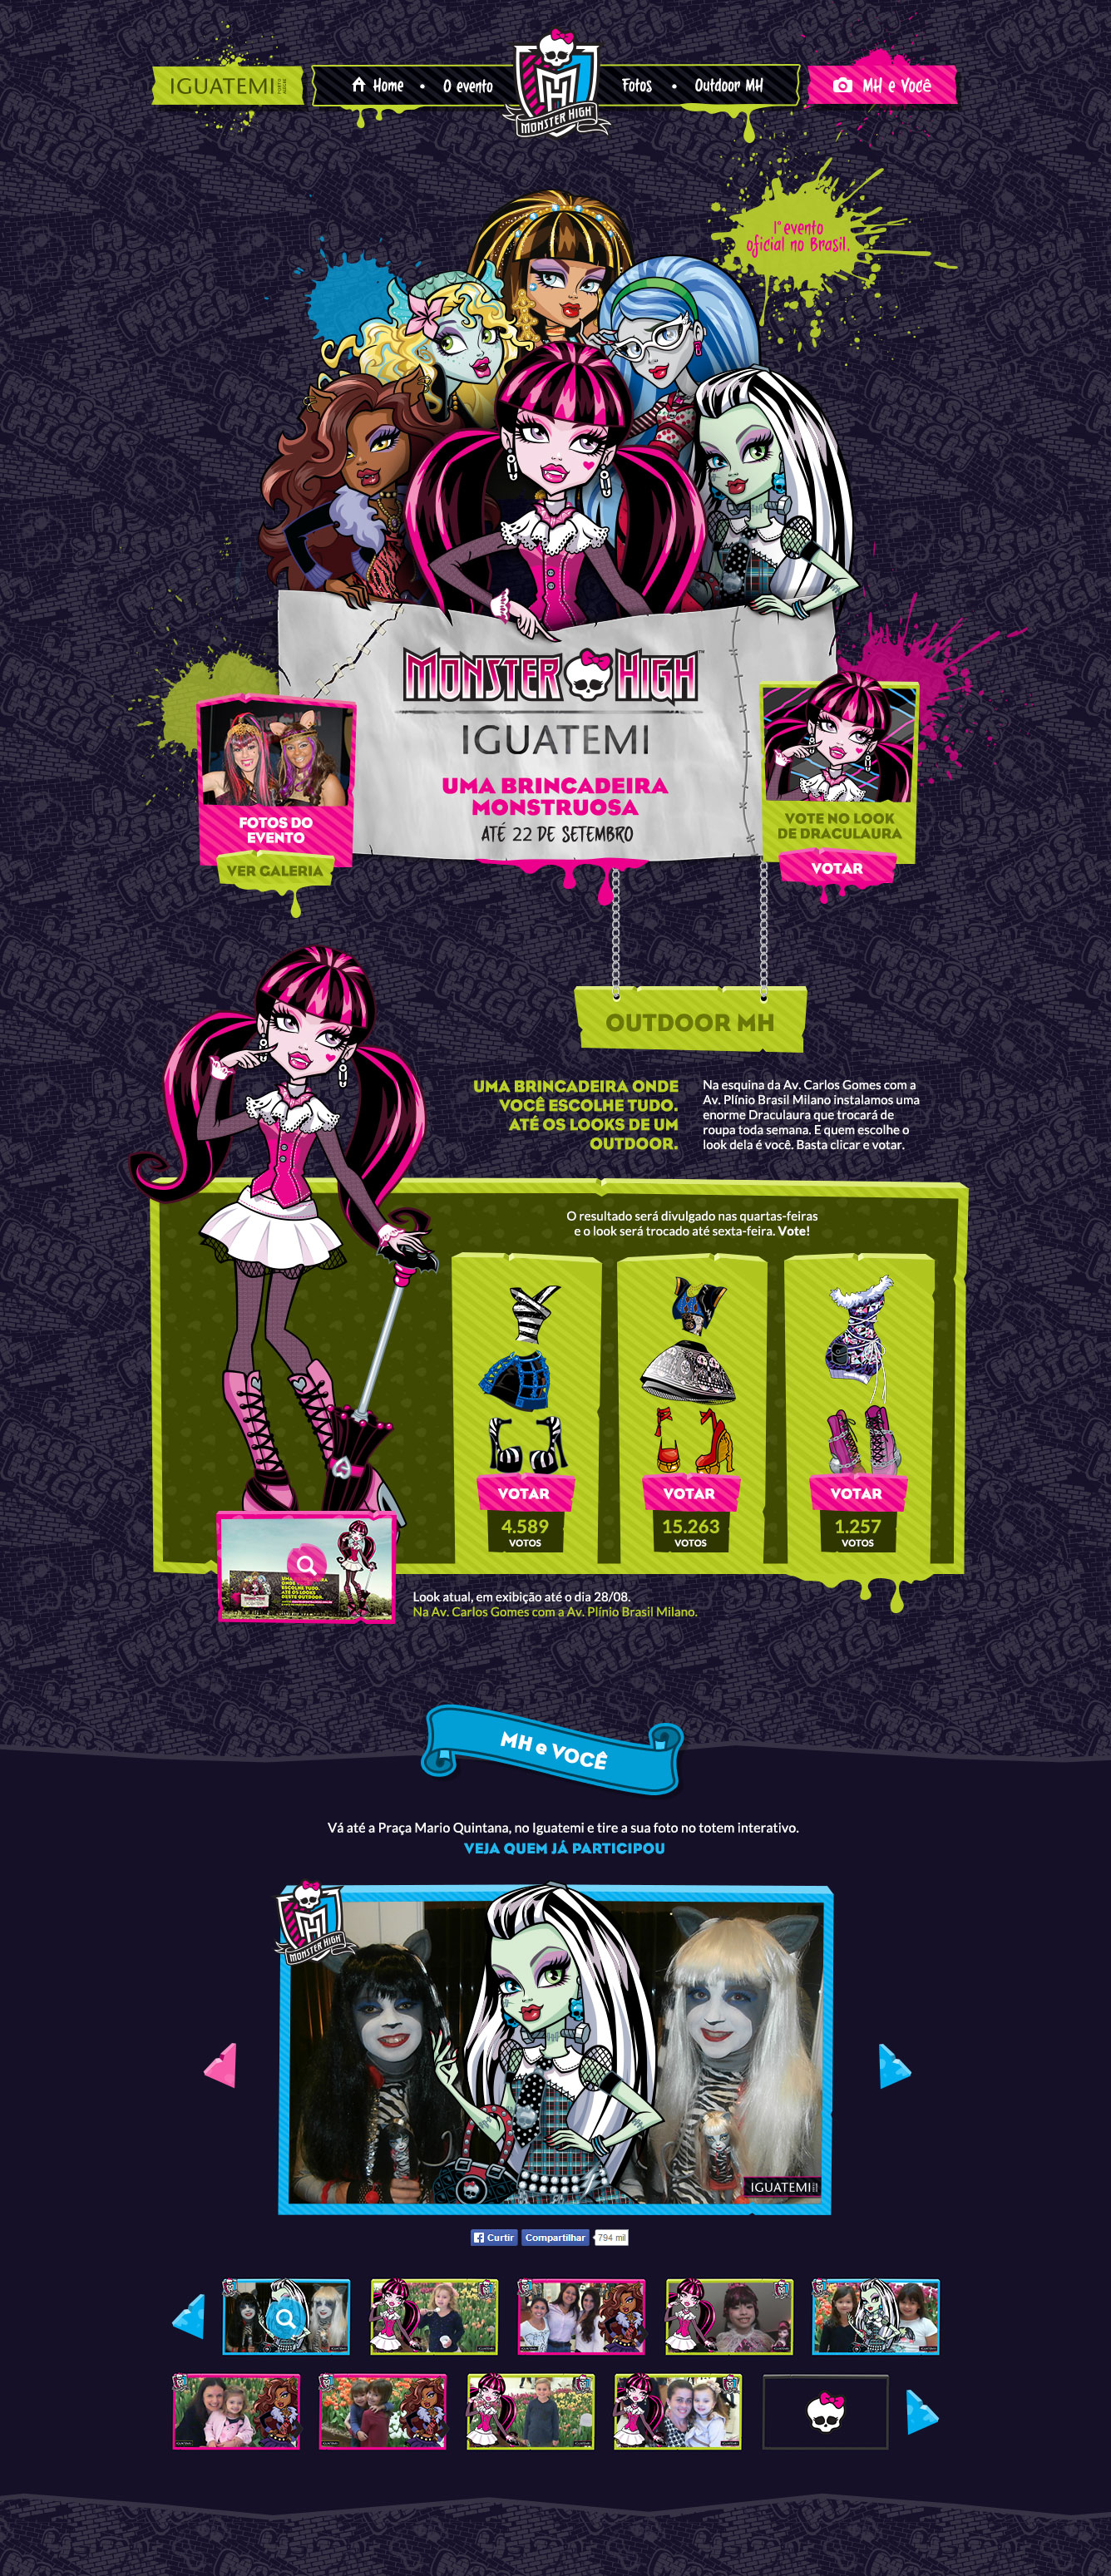 IGUATEMI
Home • O evento
MONSTER HIGH
Fotos • Outdoor MH
MH e Você
1º evento
oficial no Brasil.
MONSTER HIGH
IGUATEMI
UMA BRINCADEIRA
MONSTRUOSA
ATÉ 22 DE SETEMBRO
FOTOS DO
EVENTO
VER GALERIA
VOTE NO LOOK
DE DRACULAURA
VOTAR
OUTDOOR MH
UMA BRINCADEIRA ONDE
VOCÊ ESCOLHE TUDO.
ATÉ OS LOOKS DE UM
OUTDOOR.
Na esquina da Av. Carlos Gomes com a
Av. Plínio Brasil Milano instalamos uma
enorme Draculaura que trocará de
roupa toda semana. E quem escolhe o
look dela é você. Basta clicar e votar.
O resultado será divulgado nas quartas-feiras
e o look será trocado até sexta-feira. Vote!
VOTAR
4.589
VOTOS
VOTAR
15.263
VOTOS
VOTAR
1.257
VOTOS
Look atual, em exibição até o dia 28/08.
Na Av. Carlos Gomes com a Av. Plínio Brasil Milano.
MH e VOCÊ
Vá até a Praça Mario Quintana, no Iguatemi e tire a sua foto no totem interativo.
VEJA QUEM JÁ PARTICIPOU
MONSTER HIGH
IGUATEMI
Curtir
Compartilhar
794 mil